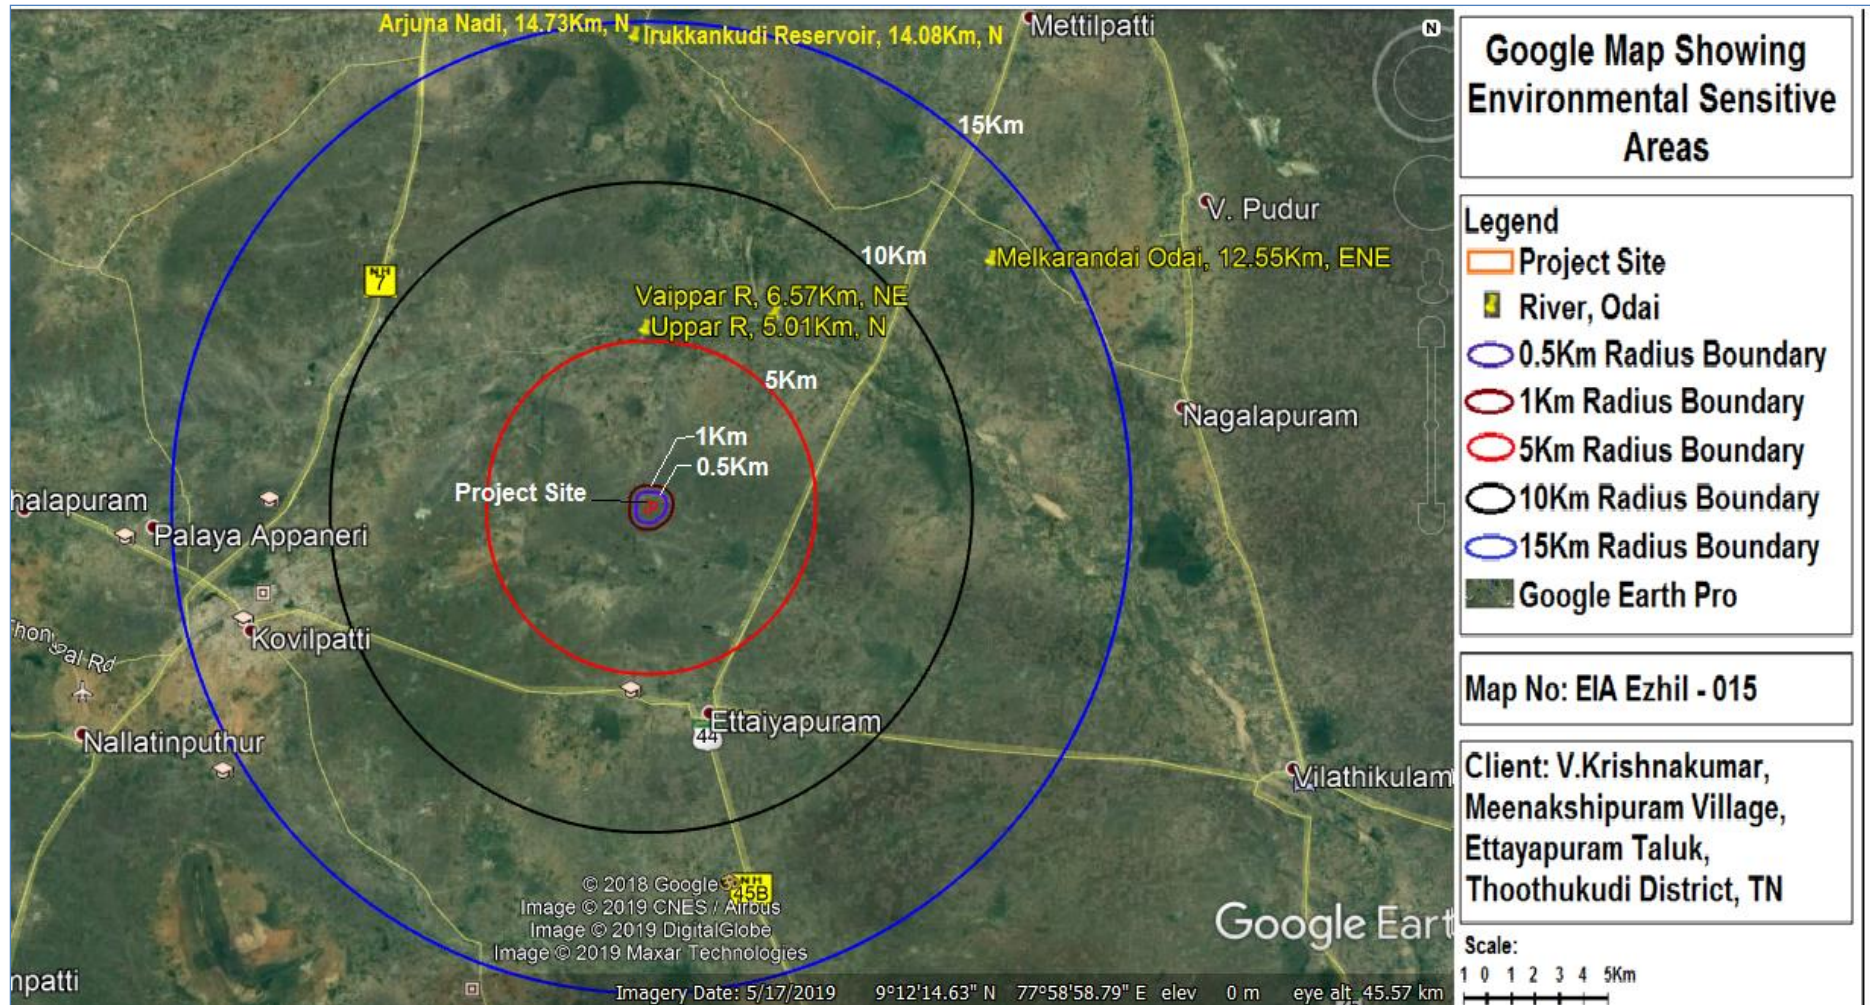 Arjuna Nadi, 14.73Km, N
Irukkankudi Reservoir, 14.08Km, N
Mettilpatti
N
15Km
V. Pudur
10Km
Melkarandai Odai, 12.55Km, ENE
NH
7
Vaippar R, 6.57Km, NE
Uppar R, 5.01Km, N
5Km
Nagalapuram
1Km
0.5Km
Project Site
halapuram
Palaya Appaneri
Kovilpatti
Rd
Ettaiyapuram
44
Nallatinputhur
Vilathikulam
NH
45B
© 2018 Google
Image © 2019 CNES / Airbus
Image © 2019 DigitalGlobe
Image © 2019 Maxar Technologies
Google Eart
npatti
Imagery Date: 5/17/2019 9°12'14.63" N 77°58'58.79" E elev 0 m eye alt 45.57 km
Google Map Showing
Environmental Sensitive
Areas
Legend
Project Site
River, Odai
0.5Km Radius Boundary
1Km Radius Boundary
5Km Radius Boundary
10Km Radius Boundary
15Km Radius Boundary
Google Earth Pro
Map No: EIA Ezhil - 015
Client: V.Krishnakumar,
Meenakshipuram Village,
Ettayapuram Taluk,
Thoothukudi District, TN
Scale:
1 0 1 2 3 4 5Km